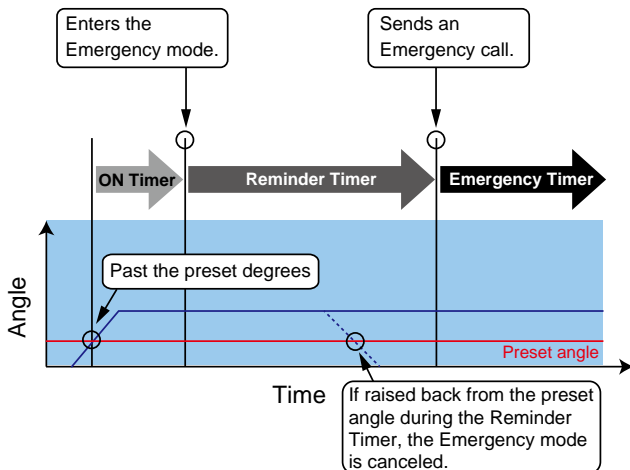 Enters the
Emergency mode.
Sends an
Emergency call.
ON Timer
Reminder Timer
Emergency Timer
Past the preset degrees
Angle
Preset angle
Time
If raised back from the preset
angle during the Reminder
Timer, the Emergency mode
is canceled.